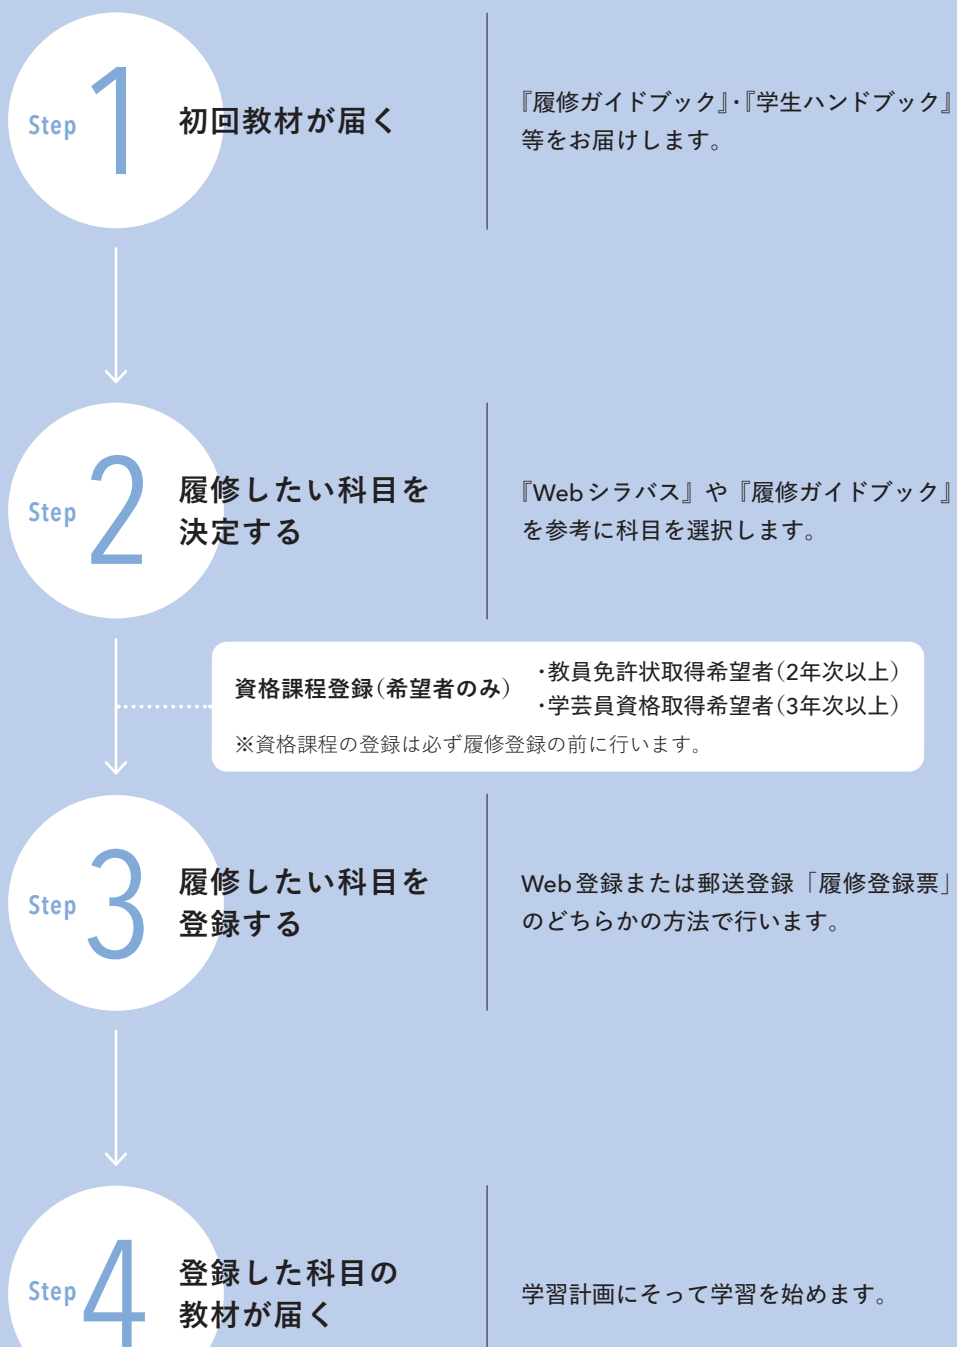 Step 1
初回教材が届く
『履修ガイドブック』・『学生ハンドブック』
等をお届けします。
Step 2
履修したい科目を
決定する
『Webシラバス』や『履修ガイドブック』
を参考に科目を選択します。
資格課程登録（希望者のみ）
・教員免許状取得希望者（2年次以上）
・学芸員資格取得希望者（3年次以上）
※資格課程の登録は必ず履修登録の前に行います。
Step 3
履修したい科目を
登録する
Web登録または郵送登録「履修登録票」
のどちらかの方法で行います。
Step 4
登録した科目の
教材が届く
学習計画にそって学習を始めます。